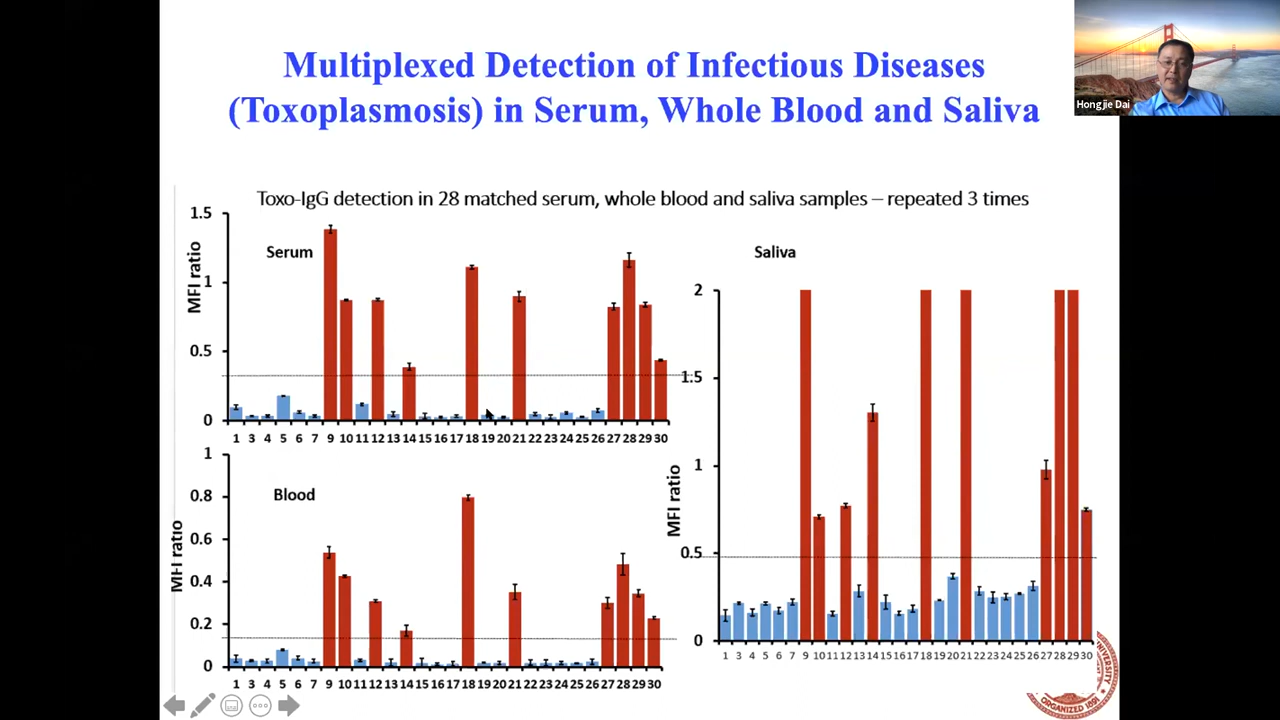 Multiplexed Detection of Infectious Diseases
(Toxoplasmosis) in Serum, Whole Blood and Saliva
Hongjie Dai
Toxo-IgG detection in 28 matched serum, whole blood and saliva samples – repeated 3 times
Serum
MFI ratio
1.5
1
0.5
0
1 3 4 5 6 7 9 10 11 12 13 14 15 16 17 18 19 20 21 22 23 24 25 26 27 28 29 30
Blood
MFI ratio
1
0.8
0.6
0.4
0.2
0
1 3 4 5 6 7 9 10 11 12 13 14 15 16 17 18 19 20 21 22 23 24 25 26 27 28 29 30
Saliva
MFI ratio
2
1.5
1
0.5
0
1 3 4 5 6 7 9 10 11 12 13 14 15 16 17 18 19 20 21 22 23 24 25 26 27 28 29 30
UNIVERSITY
ORGANIZED 1891